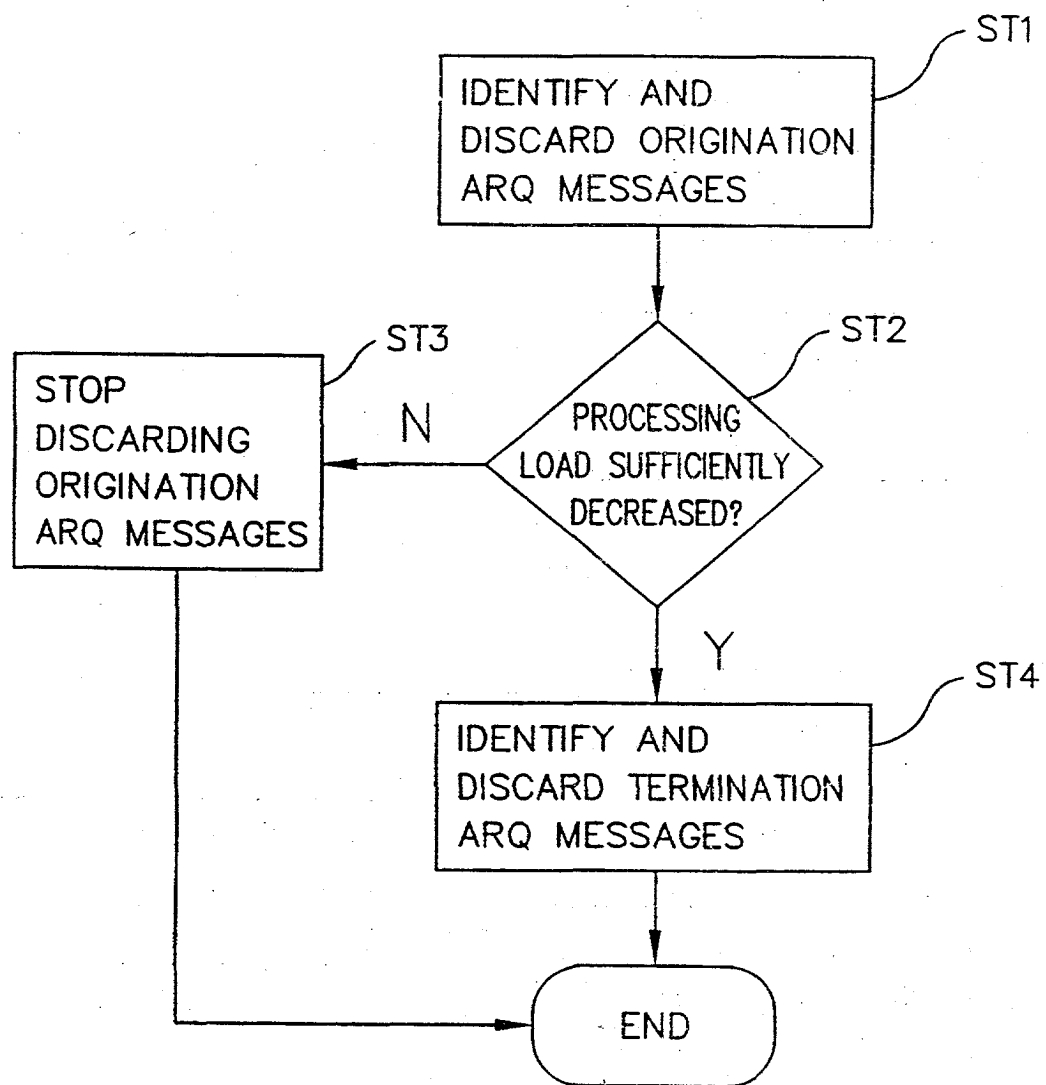 ST1
IDENTIFY AND
DISCARD ORIGINATION
ARQ MESSAGES
ST2
PROCESSING
LOAD SUFFICIENTLY
DECREASED?
N
ST3
STOP
DISCARDING
ORIGINATION
ARQ MESSAGES
Y
ST4
IDENTIFY AND
DISCARD TERMINATION
ARQ MESSAGES
END